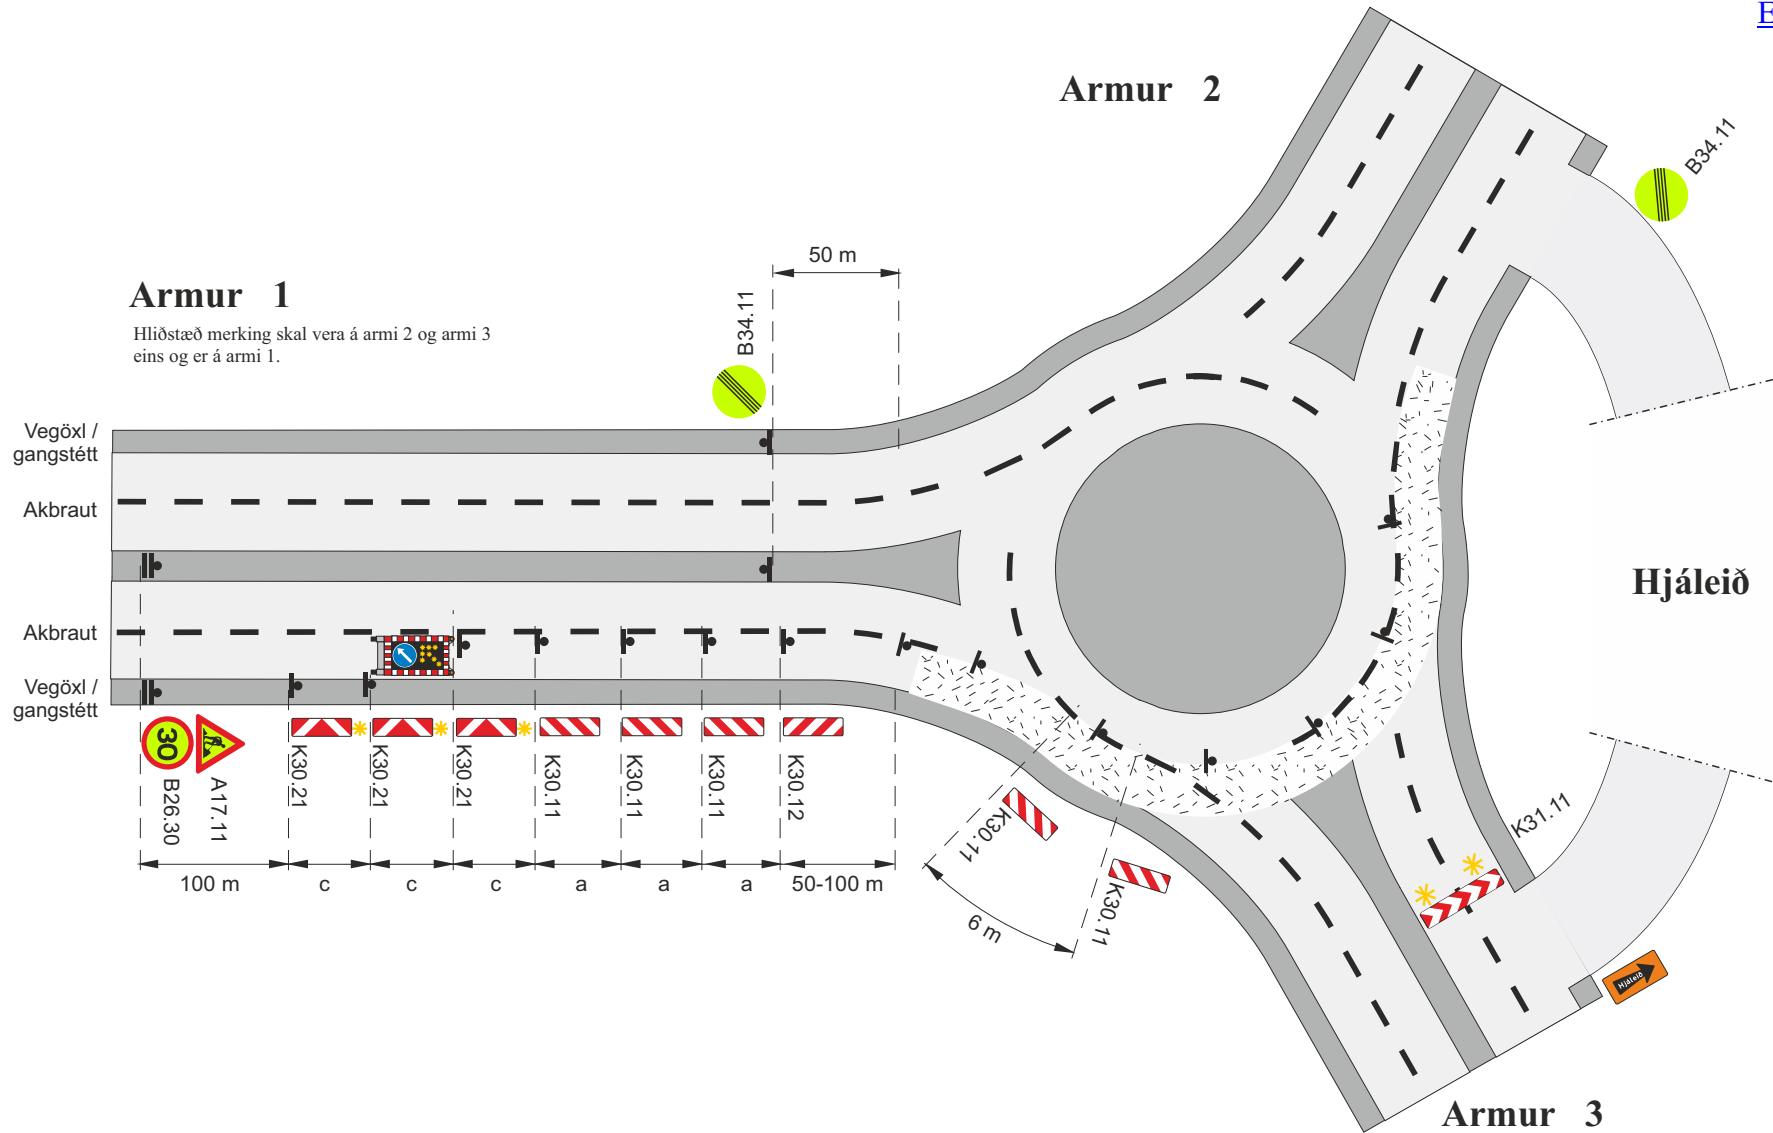 E
Armur 2
B34.11
50 m
Armur 1
Hliðstæð merking skal vera á armi 2 og armi 3
eins og er á armi 1.
B34.11
Vegöxl /
gangstétt
Akbraut
Hjáleið
Akbraut
Vegöxl /
gangstétt
30
B26.30
A17.11
K30.21
K30.21
K30.21
K30.11
K30.11
K30.11
K30.12
K30.11
K30.11
K31.11
100 m
c
c
c
a
a
a
50-100 m
6 m
Hjáleið
Armur 3